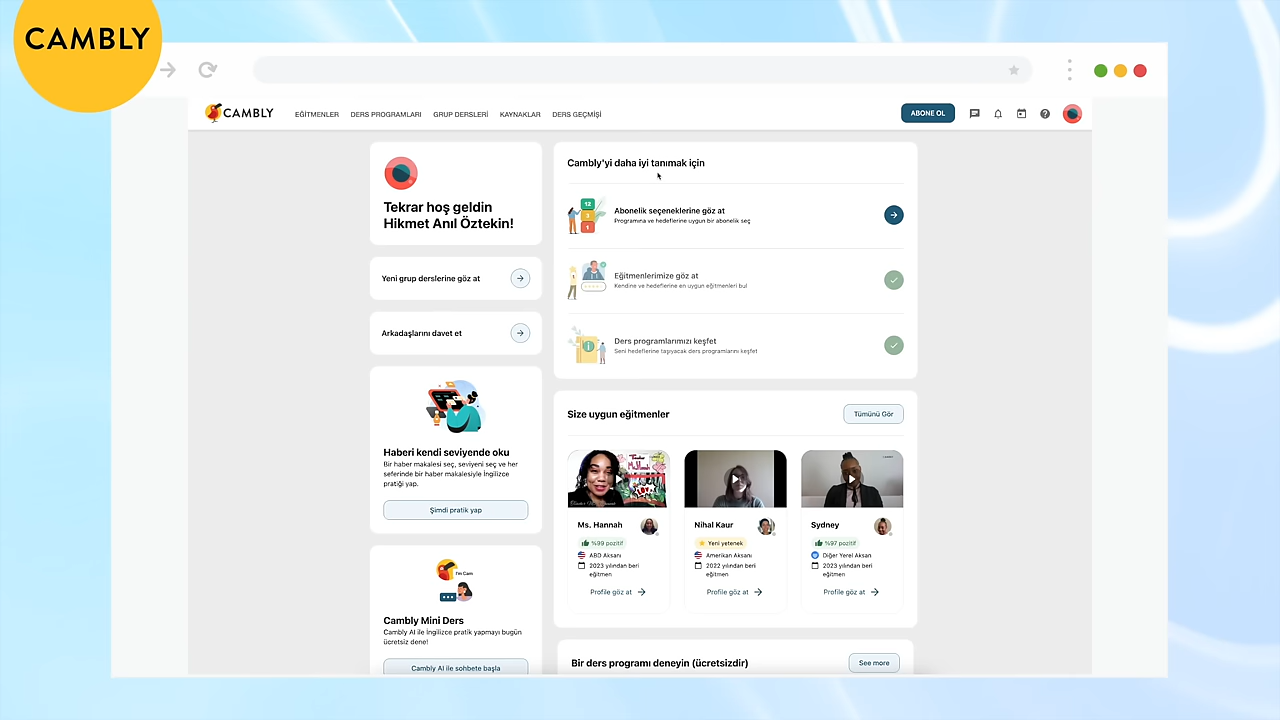 CAMBLY
CAMBLY
EĞİTMENLER
DERS PROGRAMLARI
GRUP DERSLERİ
KAYNAKLAR
DERS GEÇMİŞİ
ABONE OL
Tekrar hoş geldin
Hikmet Anıl Öztekin!
Yeni grup derslerine göz at
Arkadaşlarını davet et
Haberi kendi seviyende oku
Bir haber makalesi seç, seviyeni seç ve her
seferinde bir haber makalesiyle İngilizce
pratiği yap.
Şimdi pratik yap
I'm Cam
Cambly Mini Ders
Cambly AI ile İngilizce pratik yapmayı bugün
ücretsiz dene!
Cambly AI ile sohbete başla
Cambly'yi daha iyi tanımak için
12
3
1
Abonelik seçeneklerine göz at
Programına ve hedeflerine uygun bir abonelik seç
Eğitmenlerimize göz at
Kendine ve hedeflerine en uygun eğitmenleri bul
Ders programlarımızı keşfet
Seni hedeflerine taşıyacak ders programlarını keşfet
Size uygun eğitmenler
Tümünü Gör
Ms. Hannah
%99 pozitif
ABD Aksanı
2023 yılından beri
eğitmen
Profile göz at
Nihal Kaur
Yeni yetenek
Amerikan Aksanı
2022 yılından beri
eğitmen
Profile göz at
Sydney
%97 pozitif
Diğer Yerel Aksan
2023 yılından beri
eğitmen
Profile göz at
Bir ders programı deneyin (ücretsizdir)
See more